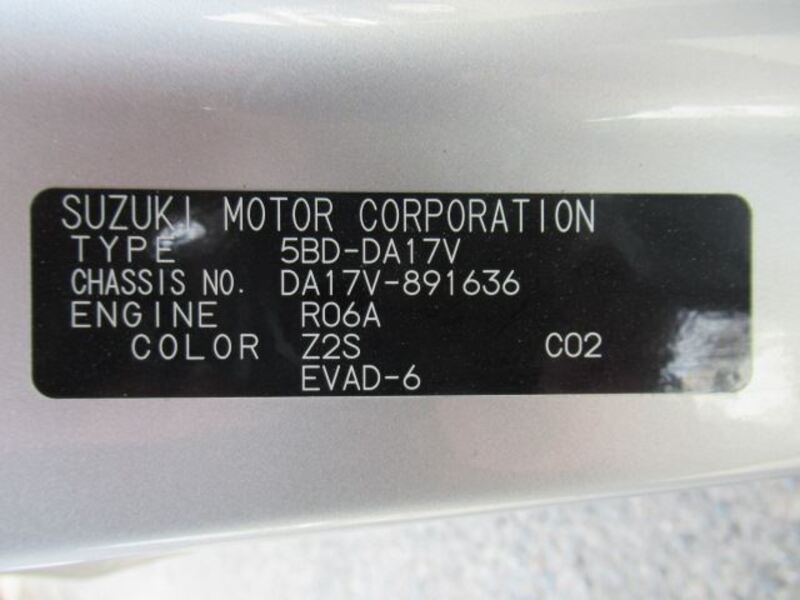 SUZUKI MOTOR CORPORATION
TYPE 5BD-DA17V
CHASSIS NO. DA17V-891636
ENGINE R06A
COLOR Z2S C02
EVAD-6